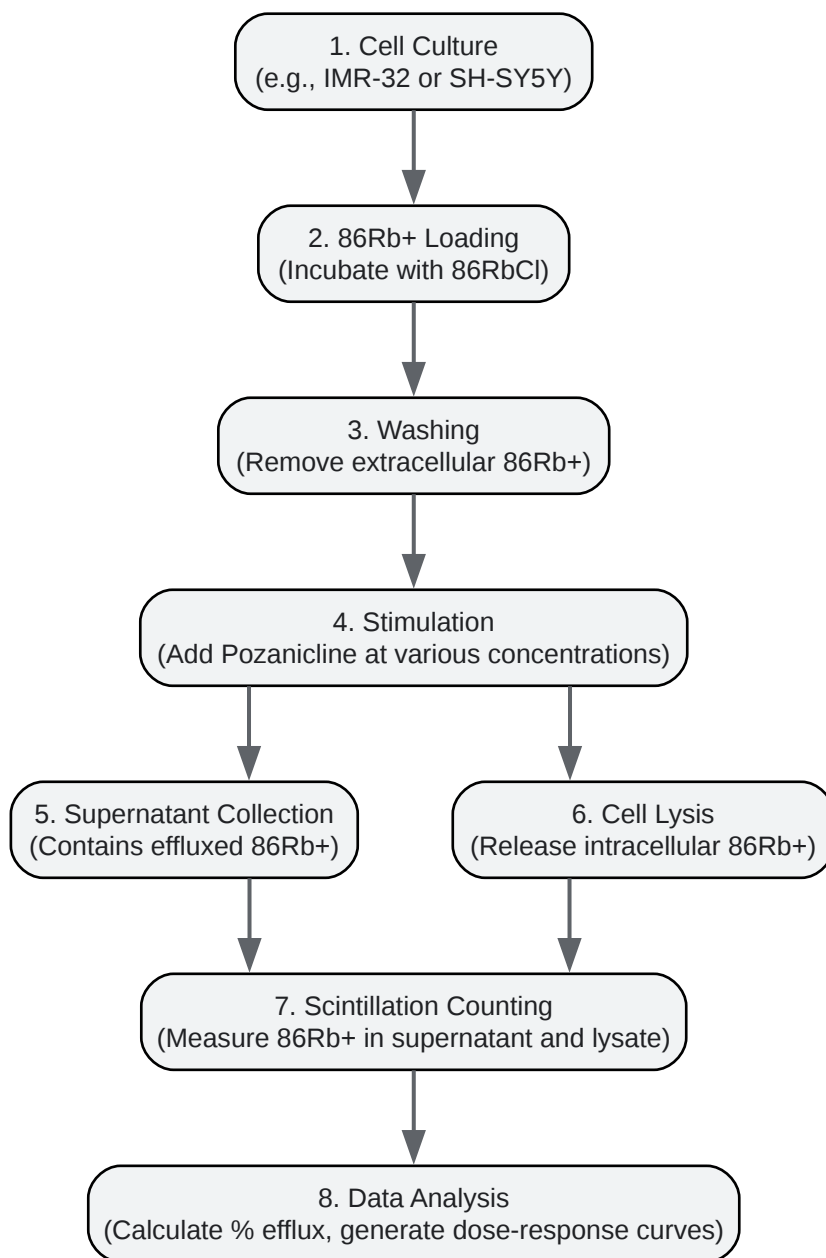 1. Cell Culture
(e.g., IMR-32 or SH-SY5Y)
2. 86Rb+ Loading
(Incubate with 86RbCl)
3. Washing
(Remove extracellular 86Rb+)
4. Stimulation
(Add Pozanicline at various concentrations)
5. Supernatant Collection
(Contains effluxed 86Rb+)
6. Cell Lysis
(Release intracellular 86Rb+)
7. Scintillation Counting
(Measure 86Rb+ in supernatant and lysate)
8. Data Analysis
(Calculate % efflux, generate dose-response curves)